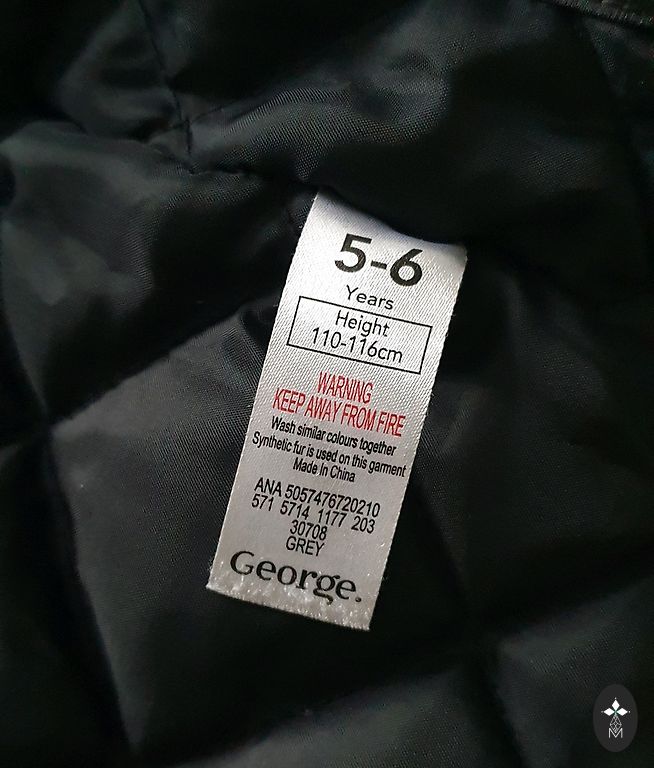 5-6
Years
Height
110-116cm
WARNING
KEEP AWAY FROM FIRE
Wash similar colours together
Synthetic fur is used on this garment
Made In China
ANA 5057476720210
571 5714 1177 203
30708
GREY
George.
M